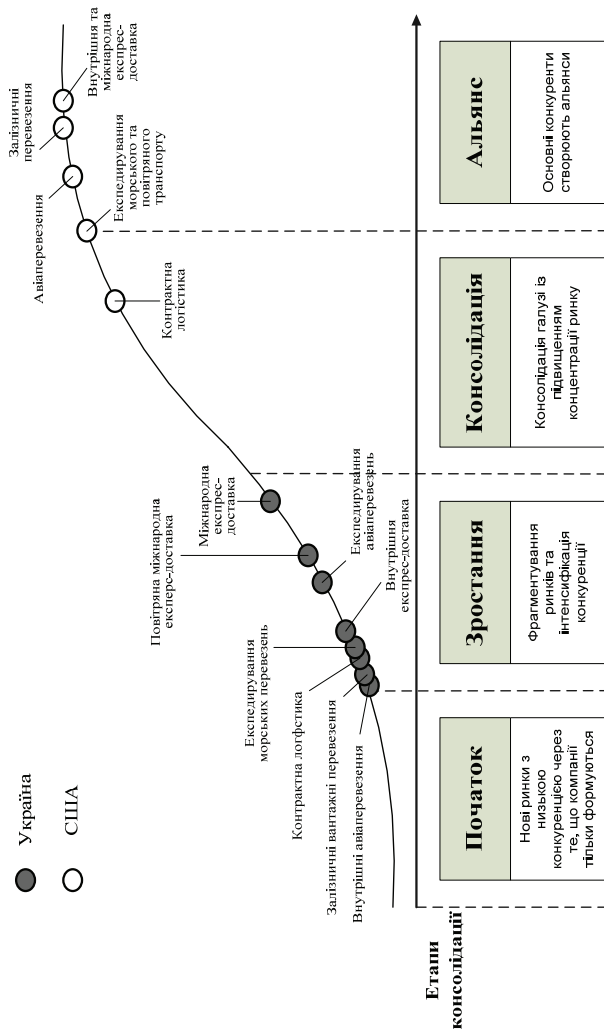 Україна
США
Внутрішні авіаперевезення
Залізничні вантажні перевезення
Контрактна логфстика
Експедирування
морських перевезень
Внутрішня
експрес-доставка
Експедирування
авіаперевезень
Повітряна міжнародна
експерс-доставка
Міжнародна
експрес-
доставка
Контрактна
логістика
Експедирування
морського та
повітряного
транспорту
Авіаперевезення
Залізничні
перевезення
Внутрішня та
міжнародна
експрес-
доставка
Етапи
консолідації
Початок
Нові ринки з
низькою
конкуренцією через
те, що компанії
тільки формуються
Зростання
Фрагментування
ринків та
інтенсифікація
конкуренції
Консолідація
Консолідація галузі із
підвищенням
концентрації ринку
Альянс
Основні конкуренти
створюють альянси